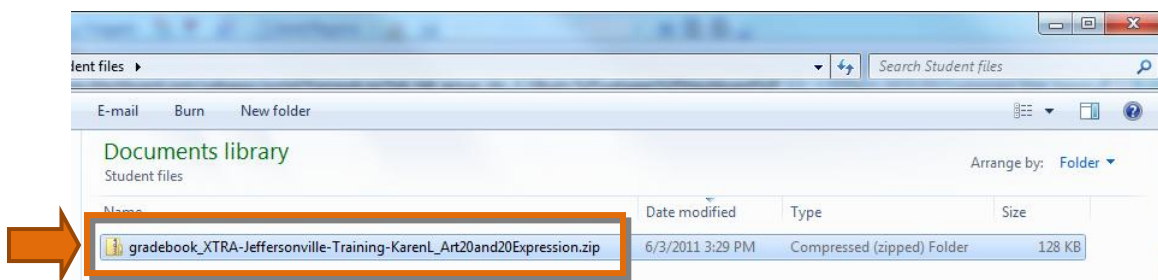 dent files
Search Student files
E-mail Burn New folder
Documents library
Student files
Arrange by: Folder
Name Date modified Type Size
gradebook_XTRA-Jeffersonville-Training-KarenL_Art20and20Expression.zip 6/3/2011 3:29 PM Compressed (zipped) Folder 128 KB